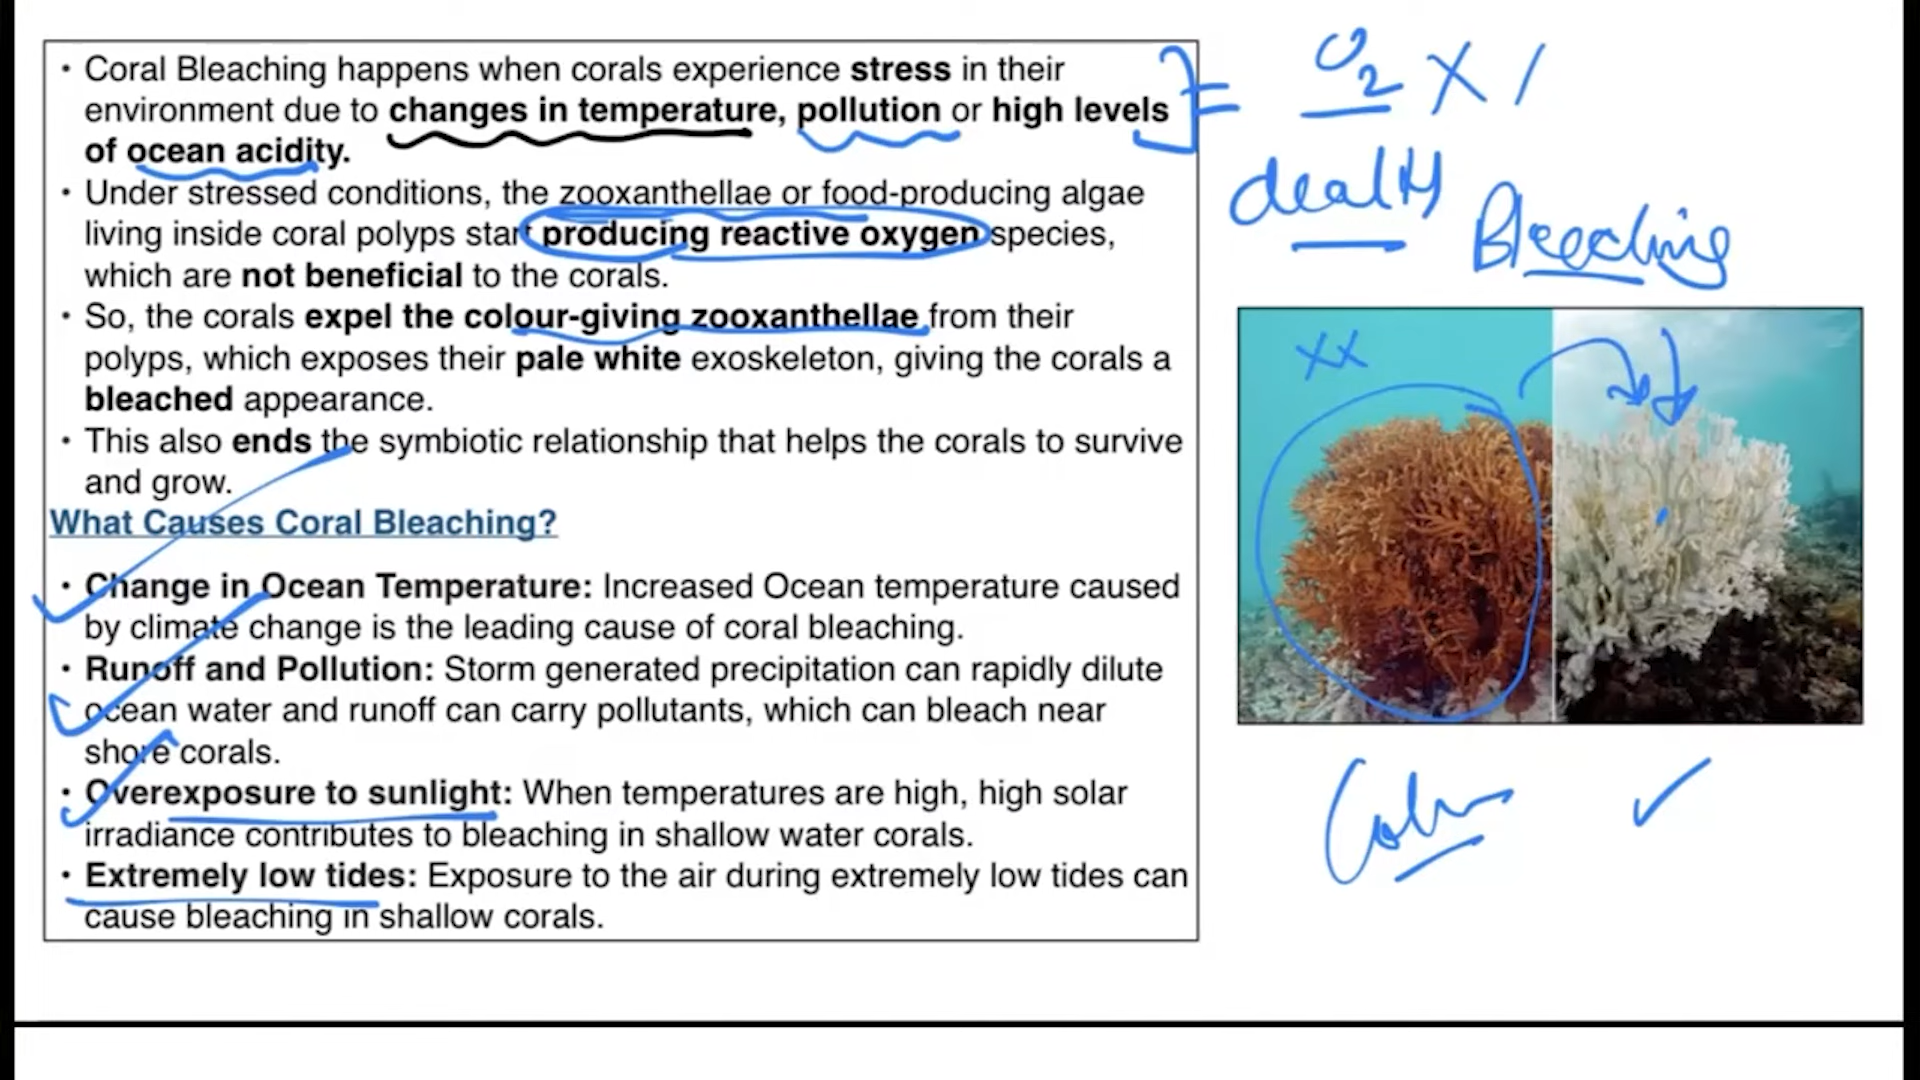 • Coral Bleaching happens when corals experience stress in their
environment due to changes in temperature, pollution or high levels
of ocean acidity.
• Under stressed conditions, the zooxanthellae or food-producing algae
living inside coral polyps start producing reactive oxygen species,
which are not beneficial to the corals.
• So, the corals expel the colour-giving zooxanthellae from their
polyps, which exposes their pale white exoskeleton, giving the corals a
bleached appearance.
• This also ends the symbiotic relationship that helps the corals to survive
and grow.
What Causes Coral Bleaching?
• Change in Ocean Temperature: Increased Ocean temperature caused
by climate change is the leading cause of coral bleaching.
• Runoff and Pollution: Storm generated precipitation can rapidly dilute
ocean water and runoff can carry pollutants, which can bleach near
shore corals.
• Overexposure to sunlight: When temperatures are high, high solar
irradiance contributes to bleaching in shallow water corals.
• Extremely low tides: Exposure to the air during extremely low tides can
cause bleaching in shallow corals.
= O2 X
death
Bleeching
XX